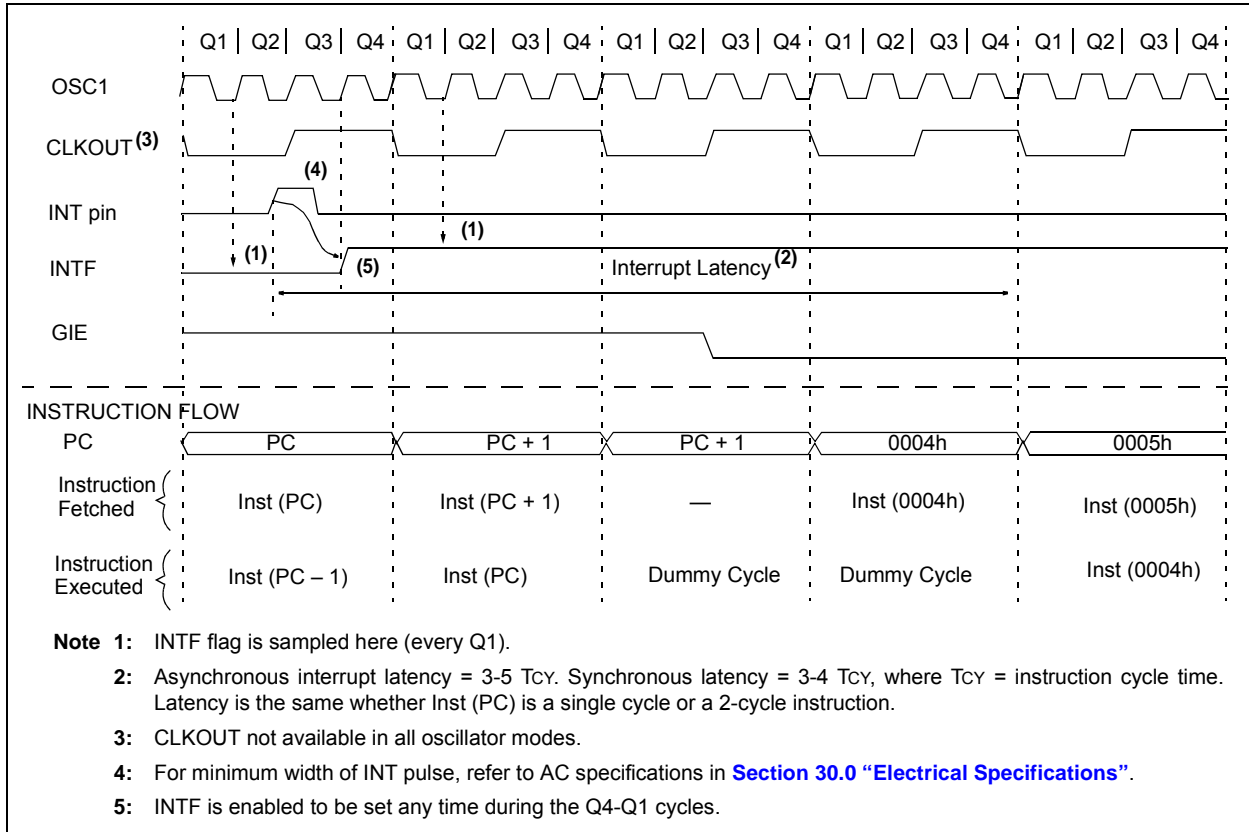 Q1 Q2 Q3 Q4 Q1 Q2 Q3 Q4 Q1 Q2 Q3 Q4 Q1 Q2 Q3 Q4 Q1 Q2 Q3 Q4
OSC1
CLKOUT (3)
(4)
INT pin
(1) (1)
INTF (5) Interrupt Latency (2)
GIE
INSTRUCTION FLOW
PC PC PC + 1 PC + 1 0004h 0005h
Instruction
Fetched
Inst (PC) Inst (PC + 1) — Inst (0004h) Inst (0005h)
Instruction
Executed
Inst (PC – 1) Inst (PC) Dummy Cycle Dummy Cycle Inst (0004h)
Note 1: INTF flag is sampled here (every Q1).
2: Asynchronous interrupt latency = 3-5 TCY. Synchronous latency = 3-4 TCY, where TCY = instruction cycle time.
Latency is the same whether Inst (PC) is a single cycle or a 2-cycle instruction.
3: CLKOUT not available in all oscillator modes.
4: For minimum width of INT pulse, refer to AC specifications in Section 30.0 “Electrical Specifications”.
5: INTF is enabled to be set any time during the Q4-Q1 cycles.